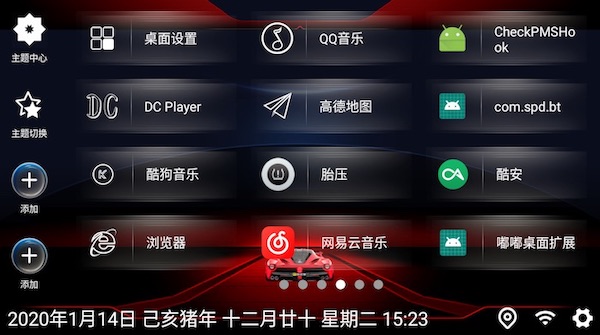 主题中心
主题切换
添加
添加
桌面设置
QQ音乐
CheckPMSHo
ok
DC
DC Player
高德地图
com.spd.bt
K
酷狗音乐
胎压
酷安
浏览器
网易云音乐
嘟嘟桌面扩展
2020年1月14日 己亥猪年 十二月廿十 星期二 15:23